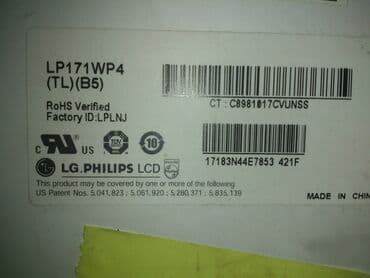 LP171WP4
(TL)(B5)
RoHS Verified
Factory ID:LPLNJ
CT : C8981017CVUNSS
c US
10
17183N44E7853 421F
LG.PHILIPS LCD
This product may be covered by one or more of the following
US Patent Nos. 5,041,823 ; 5,061,920 ; 5,280,371 ; 5,835,139
MADE IN CHIN